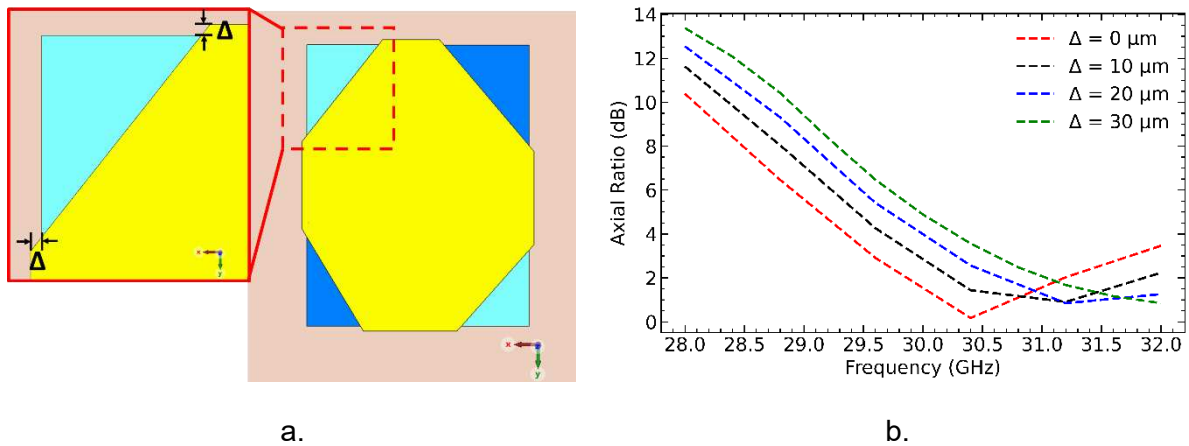 Δ
Δ
x
y
x
y
a.
14
12
10
8
6
4
2
0
Axial Ratio (dB)
28.0 28.5 29.0 29.5 30.0 30.5 31.0 31.5 32.0
Frequency (GHz)
Δ = 0 μm
Δ = 10 μm
Δ = 20 μm
Δ = 30 μm
b.